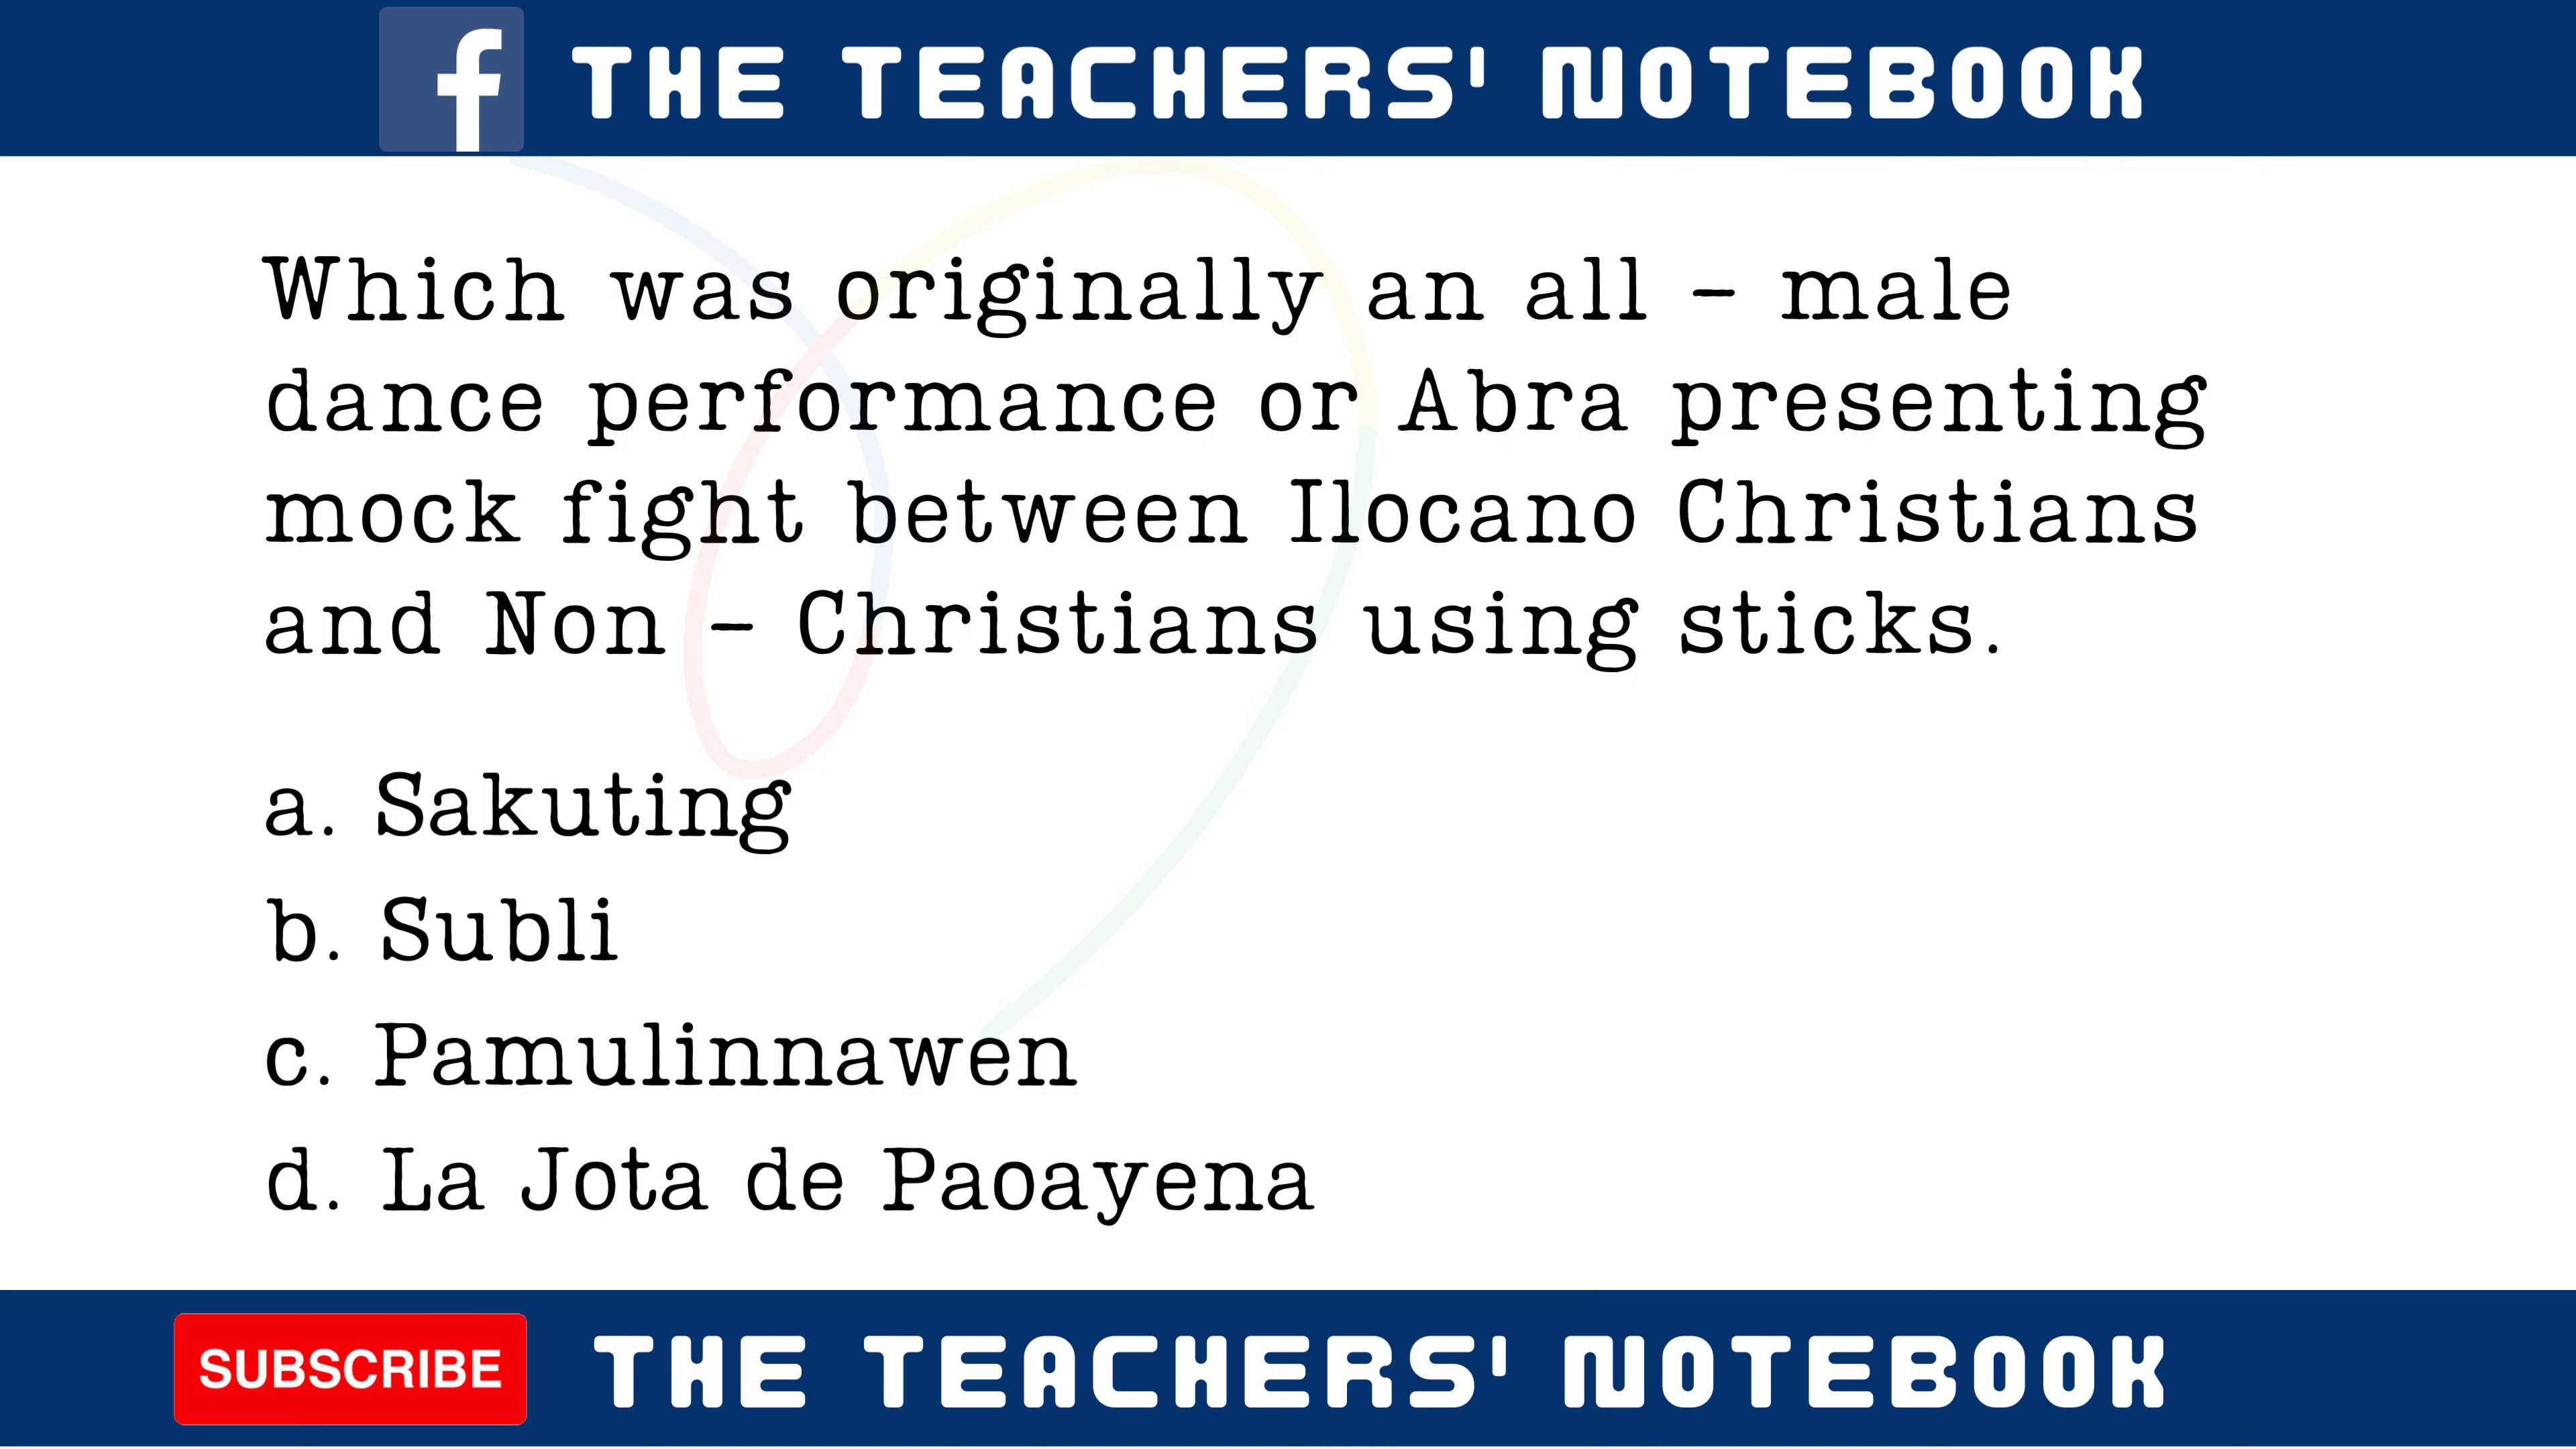 f THE TEACHERS' NOTEBOOK
Which was originally an all – male
dance performance or Abra presenting
mock fight between Ilocano Christians
and Non – Christians using sticks.
a. Sakuting
b. Subli
c. Pamulinnawen
d. La Jota de Paoayena
SUBSCRIBE THE TEACHERS' NOTEBOOK